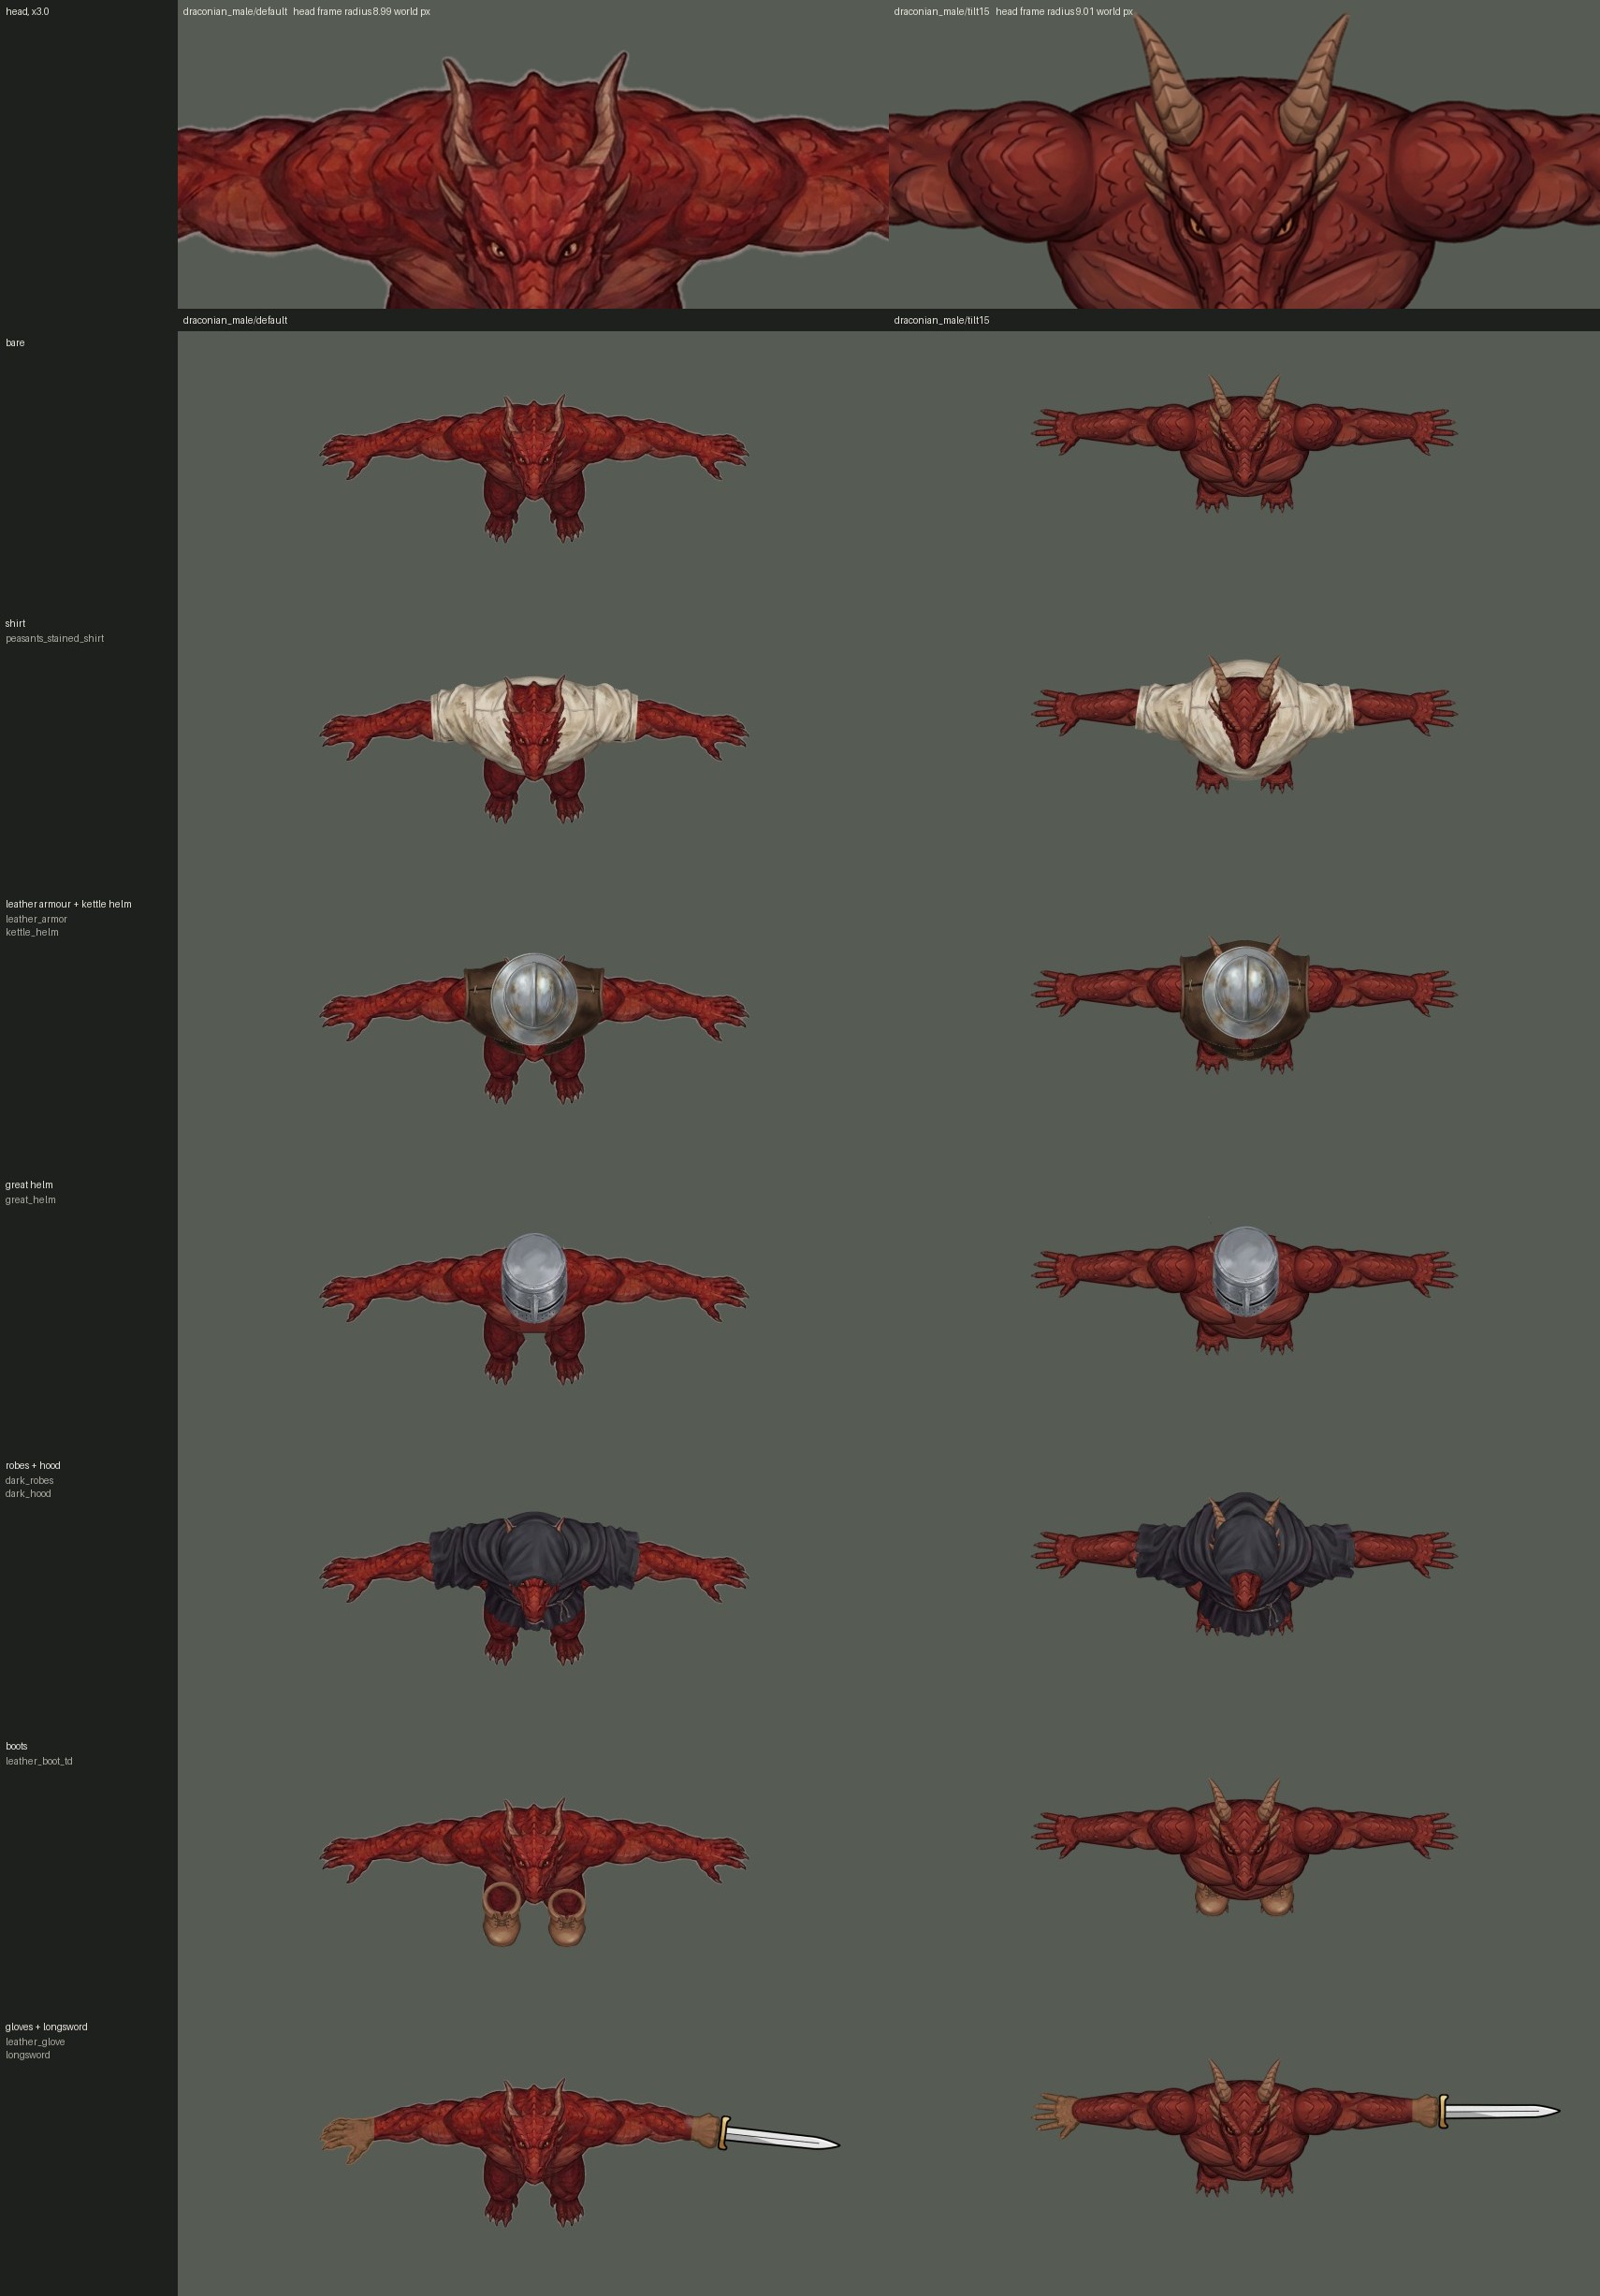 head, x3.0
draconian_male/default head frame radius 8.99 world px
draconian_male/tilt15 head frame radius 9.01 world px
draconian_male/default
draconian_male/tilt15
bare
shirt
peasants_stained_shirt
leather armour + kettle helm
leather_armor
kettle_helm
great helm
great_helm
robes + hood
dark_robes
dark_hood
boots
leather_boot_td
gloves + longsword
leather_glove
longsword